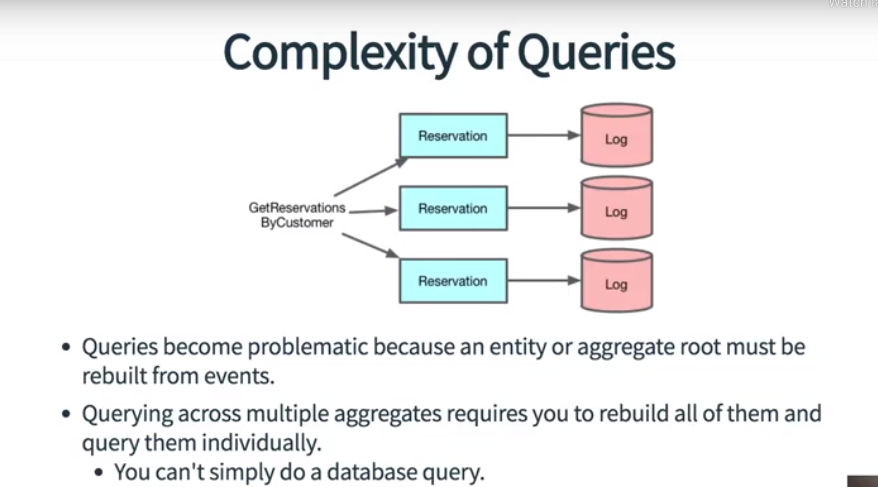 Complexity of Queries
Reservation
Log
GetReservations
ByCustomer
Reservation
Log
Reservation
Log
• Queries become problematic because an entity or aggregate root must be
rebuilt from events.
• Querying across multiple aggregates requires you to rebuild all of them and
query them individually.
• You can't simply do a database query.